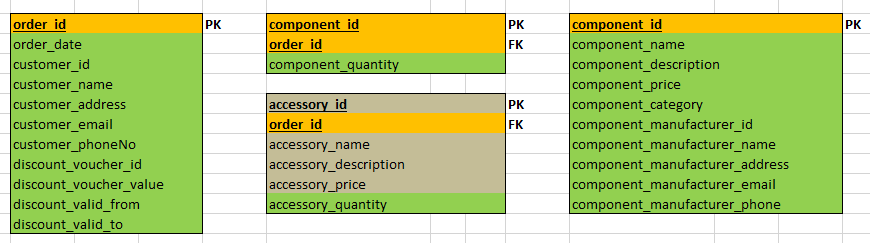 order_id PK
order_date
customer_id
customer_name
customer_address
customer_email
customer_phoneNo
discount_voucher_id
discount_voucher_value
discount_valid_from
discount_valid_to
component_id PK
order_id FK
component_quantity
accessory_id PK
order_id FK
accessory_name
accessory_description
accessory_price
accessory_quantity
component_id PK
component_name
component_description
component_price
component_category
component_manufacturer_id
component_manufacturer_name
component_manufacturer_address
component_manufacturer_email
component_manufacturer_phone